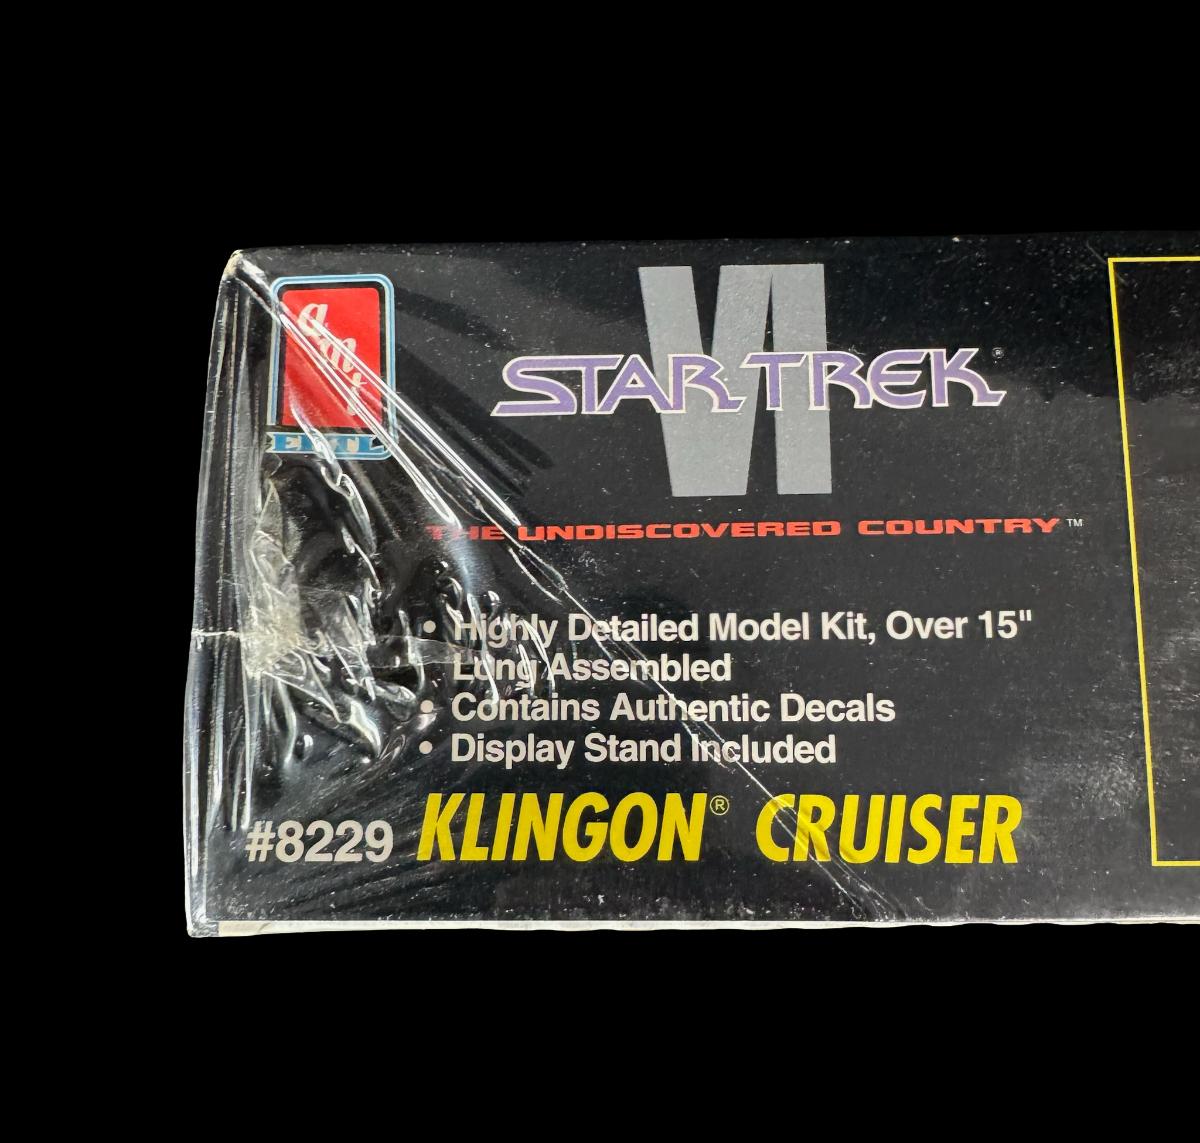 amt
ERTL
VI
STAR TREK®
THE UNDISCOVERED COUNTRY™
• Highly Detailed Model Kit, Over 15"
Long Assembled
• Contains Authentic Decals
• Display Stand Included
#8229 KLINGON® CRUISER